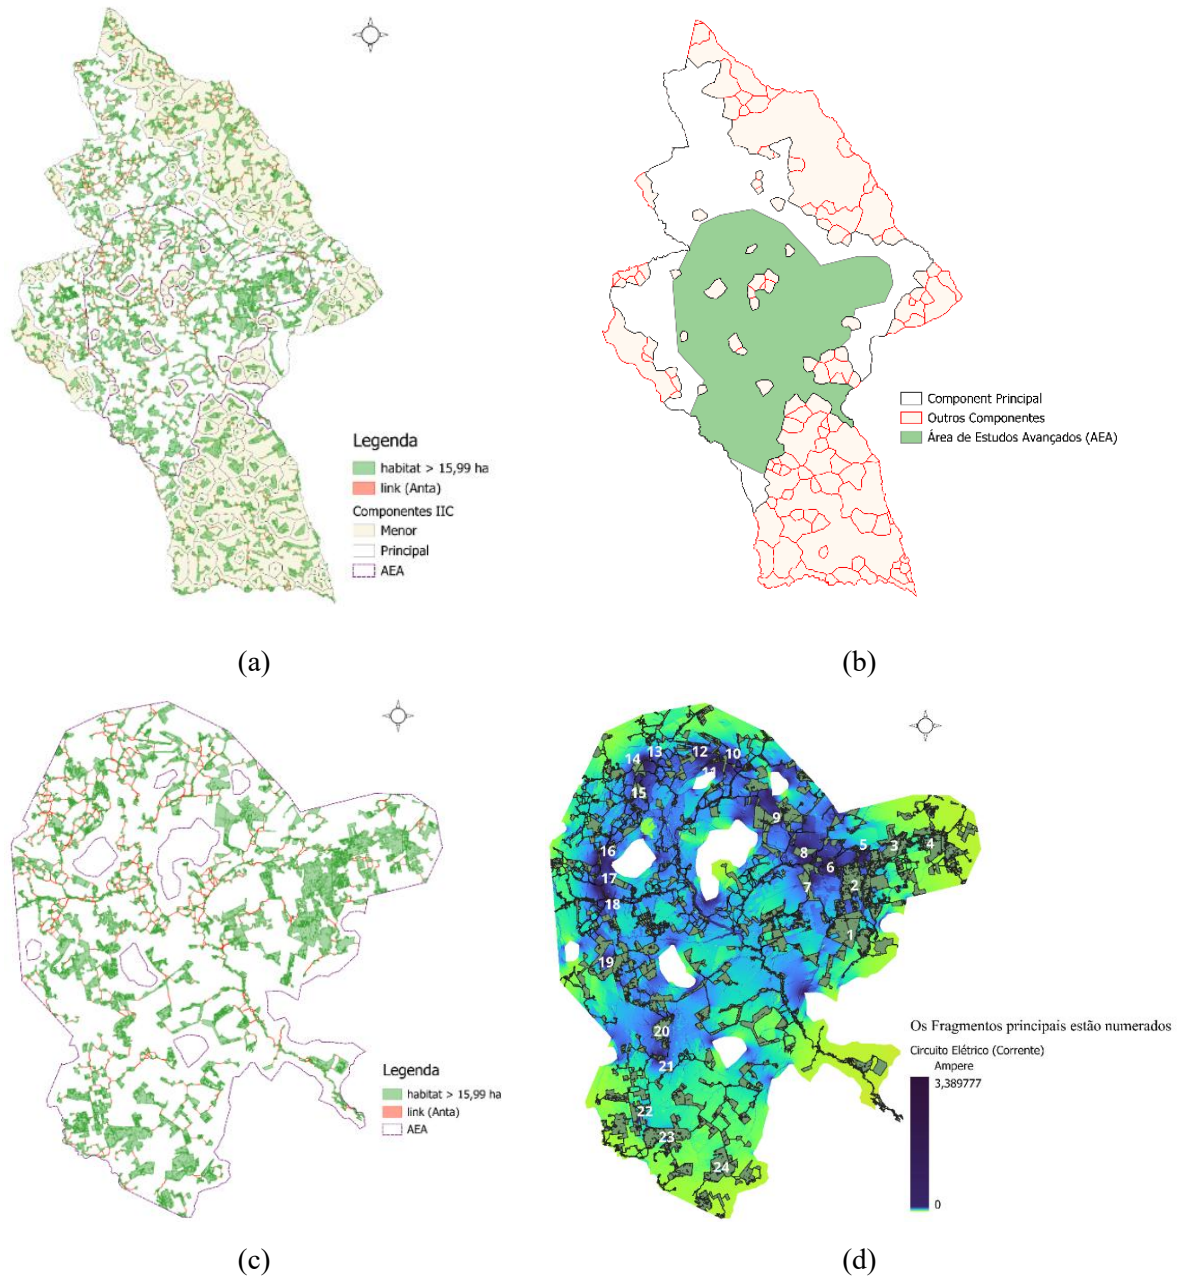 Legenda
habitat > 15,99 ha
link (Anta)
Componentes IIC
Menor
Principal
AEA
(a)
Component Principal
Outros Componentes
Área de Estudos Avançados (AEA)
(b)
Legenda
habitat > 15,99 ha
link (Anta)
AEA
(c)
14 13 12 10
11
15
9
16 8 5 3 4
6
17 7 2
18
1
19
20
21
22
23
24
Os Fragmentos principais estão numerados
Circuito Elétrico (Corrente)
Ampere
3,389777
0
(d)